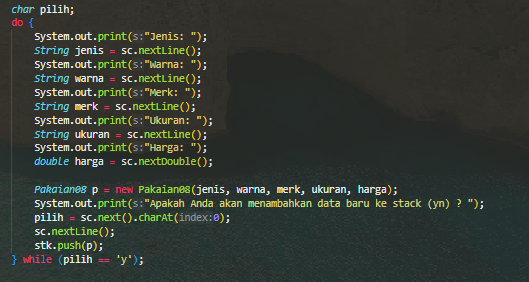 char pilih;
do {
    System.out.print(s:"Jenis: ");
    String jenis = sc.nextLine();
    System.out.print(s:"Warna: ");
    String warna = sc.nextLine();
    System.out.print(s:"Merk: ");
    String merk = sc.nextLine();
    System.out.print(s:"Ukuran: ");
    String ukuran = sc.nextLine();
    System.out.print(s:"Harga: ");
    double harga = sc.nextDouble();

    Pakaian08 p = new Pakaian08(jenis, warna, merk, ukuran, harga);
    System.out.print(s:"Apakah Anda akan menambahkan data baru ke stack (yn) ? ");
    pilih = sc.next().charAt(index:0);
    sc.nextLine();
    stk.push(p);
} while (pilih == 'y');